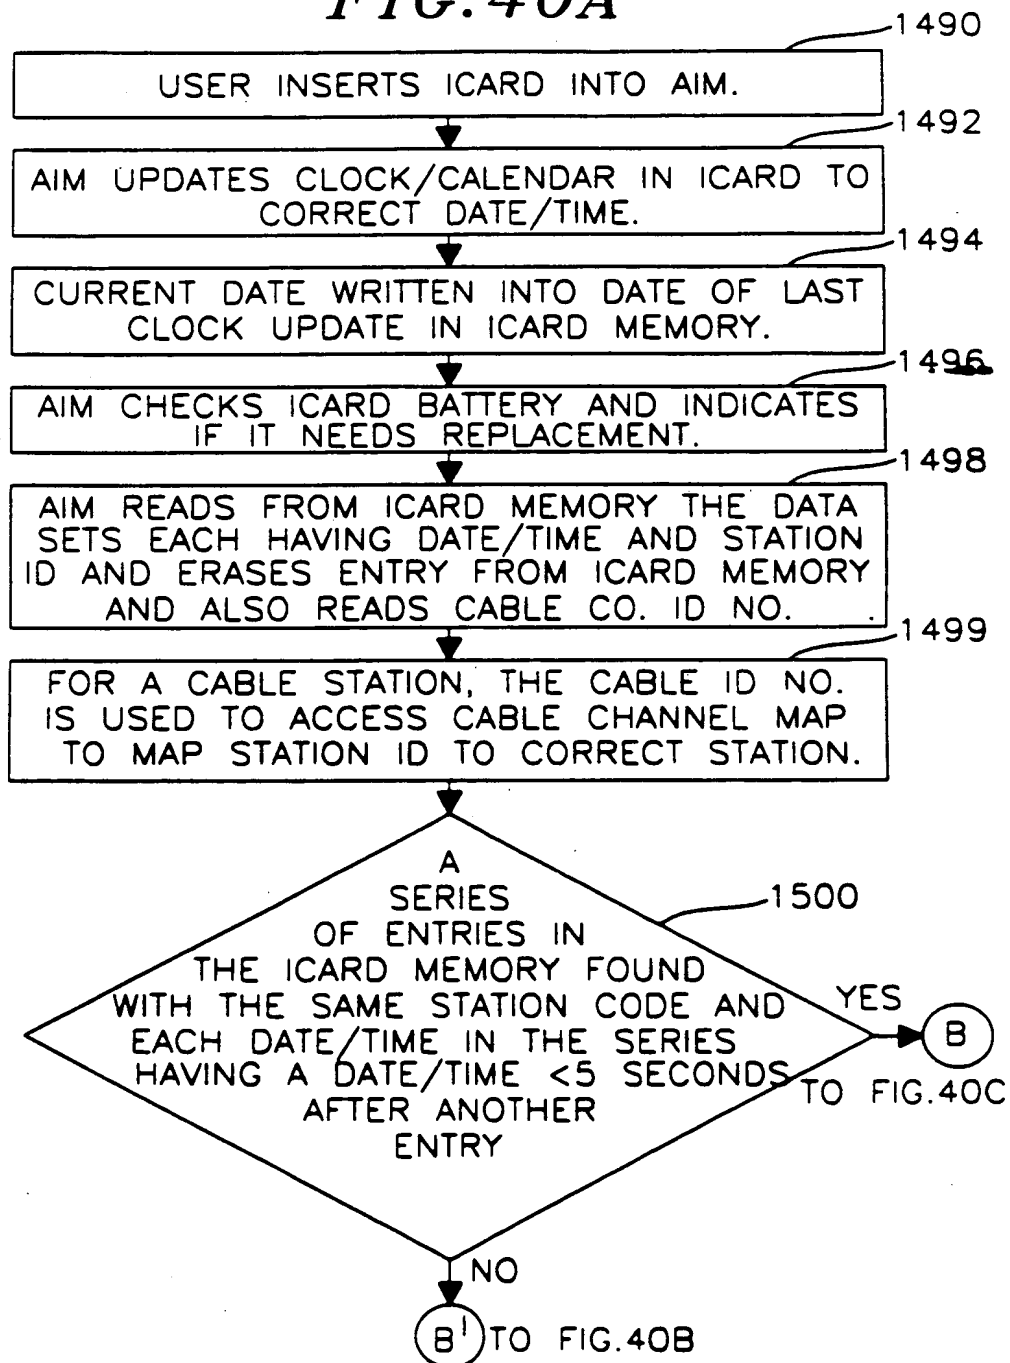 FIG.40A
1490
USER INSERTS ICARD INTO AIM.
1492
AIM UPDATES CLOCK/CALENDAR IN ICARD TO
CORRECT DATE/TIME.
1494
CURRENT DATE WRITTEN INTO DATE OF LAST
CLOCK UPDATE IN ICARD MEMORY.
1496
AIM CHECKS ICARD BATTERY AND INDICATES
IF IT NEEDS REPLACEMENT.
1498
AIM READS FROM ICARD MEMORY THE DATA
SETS EACH HAVING DATE/TIME AND STATION
ID AND ERASES ENTRY FROM ICARD MEMORY
AND ALSO READS CABLE CO. ID NO.
1499
FOR A CABLE STATION, THE CABLE ID NO.
IS USED TO ACCESS CABLE CHANNEL MAP
TO MAP STATION ID TO CORRECT STATION.
A
SERIES
OF ENTRIES IN
THE ICARD MEMORY FOUND
WITH THE SAME STATION CODE AND
EACH DATE/TIME IN THE SERIES
HAVING A DATE/TIME <5 SECONDS
AFTER ANOTHER
ENTRY
1500
YES
B
TO FIG.40C
NO
B' TO FIG.40B